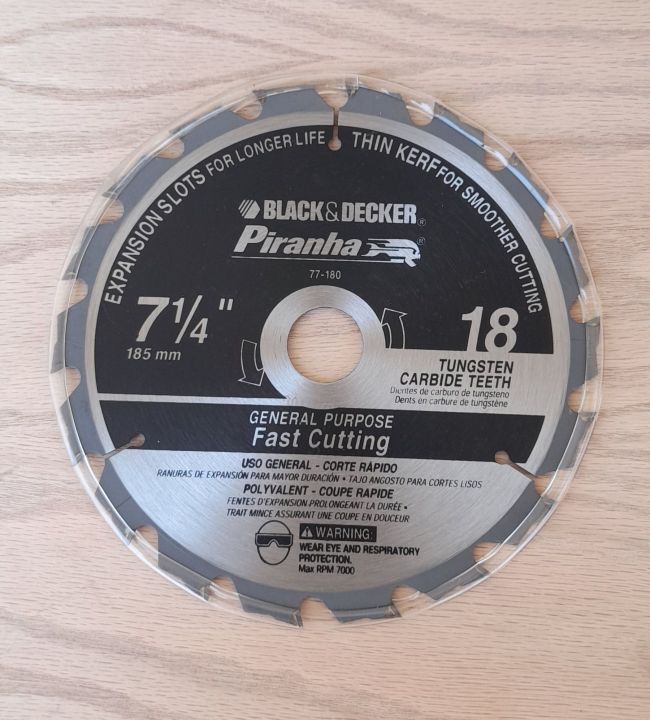 EXPANSION SLOTS FOR LONGER LIFE
THIN KERF FOR SMOOTHER CUTTING
BLACK&DECKER®
Piranha®
77-180
7 1/4"
185 mm
18
TUNGSTEN
CARBIDE TEETH
Dientes de carburo de tungsteno
Dents en carbure de tungstène
GENERAL PURPOSE
Fast Cutting
USO GENERAL - CORTE RÁPIDO
RANURAS DE EXPANSIÓN PARA MAYOR DURACIÓN • TAJO ANGOSTO PARA CORTES LISOS
POLYVALENT - COUPE RAPIDE
FENTES D'EXPANSION PROLONGEANT LA DURÉE •
TRAIT MINCE ASSURANT UNE COUPE EN DOUCEUR
⚠ WARNING:
WEAR EYE AND RESPIRATORY
PROTECTION.
Max RPM 7000